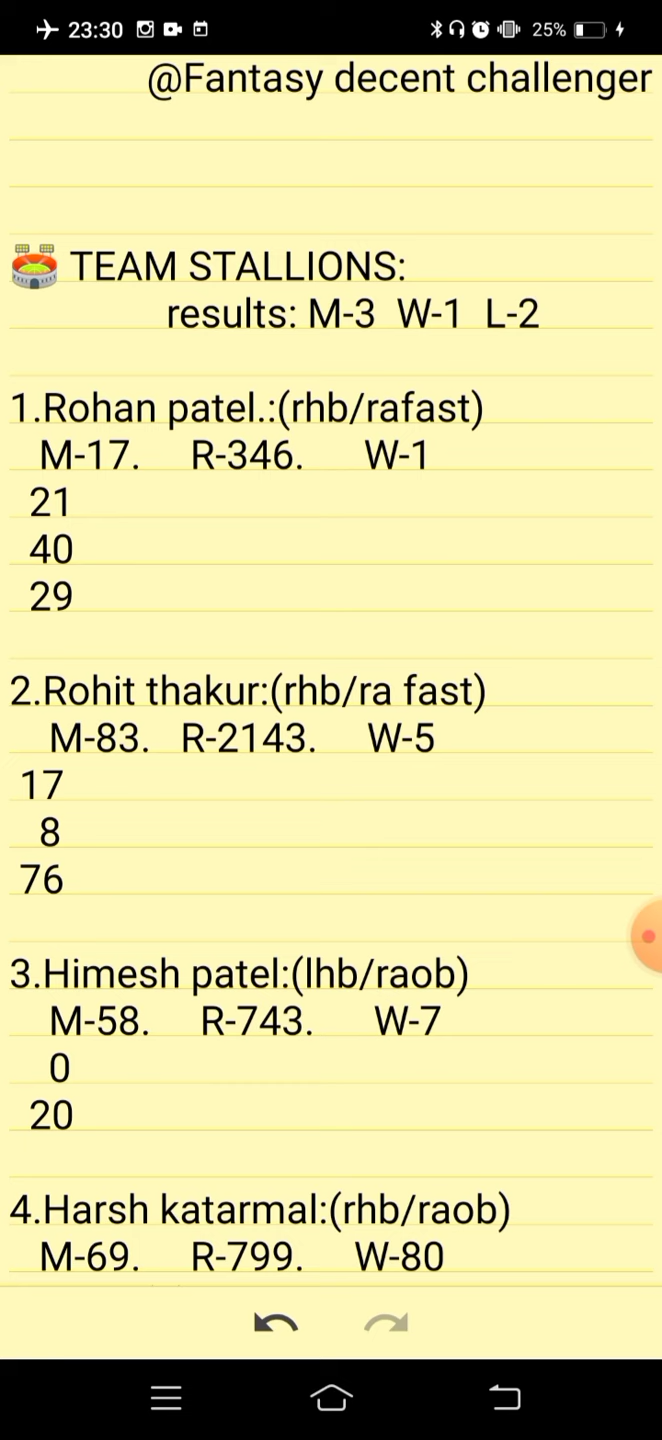 23:30 25%
@Fantasy decent challenger
🏟️ TEAM STALLIONS:
results: M-3 W-1 L-2
1.Rohan patel.:(rhb/rafast)
M-17. R-346. W-1
21
40
29
2.Rohit thakur:(rhb/ra fast)
M-83. R-2143. W-5
17
8
76
3.Himesh patel:(lhb/raob)
M-58. R-743. W-7
0
20
4.Harsh katarmal:(rhb/raob)
M-69. R-799. W-80